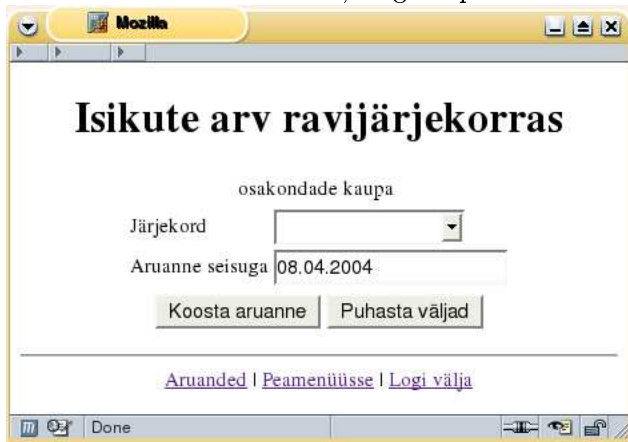 Mozilla
Isikute arv ravijärjekorras
osakondade kaupa
Järjekord
Aruanne seisuga 08.04.2004
Koosta aruanne Puhasta väljad
Aruanded | Peamenüüsse | Logi välja
Done